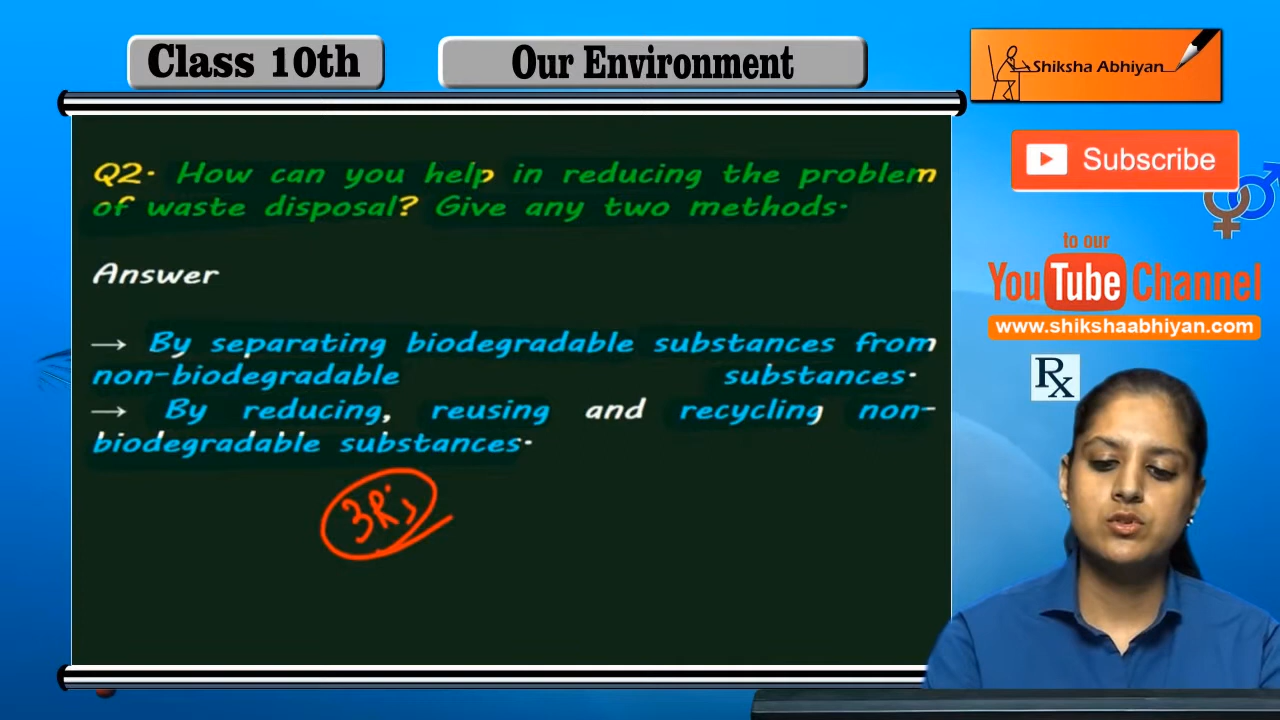 Class 10th
Our Environment
Shiksha Abhiyan
Subscribe
to our
YouTube Channel
www.shikshaabhiyan.com
Rx
Q2. How can you help in reducing the problem
of waste disposal? Give any two methods.
Answer
→ By separating biodegradable substances from
non-biodegradable substances.
→ By reducing, reusing and recycling non-
biodegradable substances.
3R's